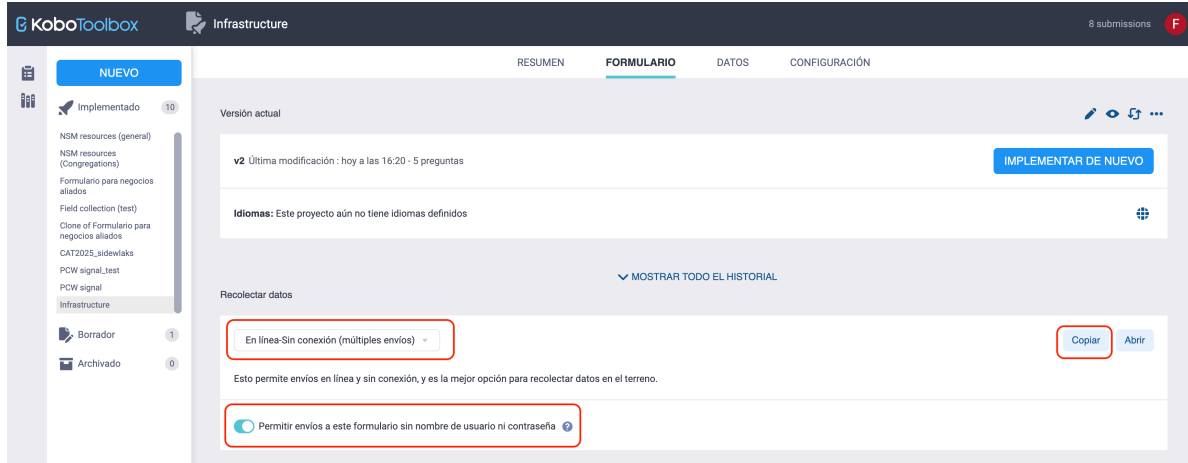 KoboToolbox
Infrastructure
8 submissions
F
NUEVO
RESUMEN
FORMULARIO
DATOS
CONFIGURACIÓN
Implementado
10
NSM resources (general)
NSM resources
(Congregations)
Formulario para negocios
aliados
Field collection (test)
Clone of Formulario para
negocios aliados
CAT2025_sidewlaks
PCW signal_test
PCW signal
Infrastructure
Borrador
1
Archivado
0
Versión actual
v2 Última modificación : hoy a las 16:20 - 5 preguntas
IMPLEMENTAR DE NUEVO
Idiomas: Este proyecto aún no tiene idiomas definidos
MOSTRAR TODO EL HISTORIAL
Recolectar datos
En línea-Sin conexión (múltiples envíos)
Copiar
Abrir
Esto permite envíos en línea y sin conexión, y es la mejor opción para recolectar datos en el terreno.
Permitir envíos a este formulario sin nombre de usuario ni contraseña ?